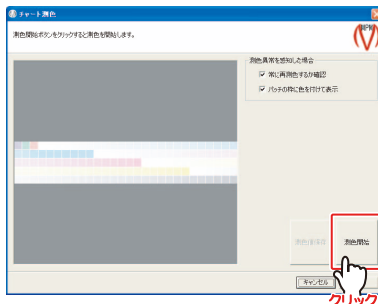 チャート測色
測色開始ボタンをクリックすると測色を開始します。
測色異常を感知した場合
常に再測色するか確認
パッチの枠に色を付けて表示
測色開始
キャンセル
クリック